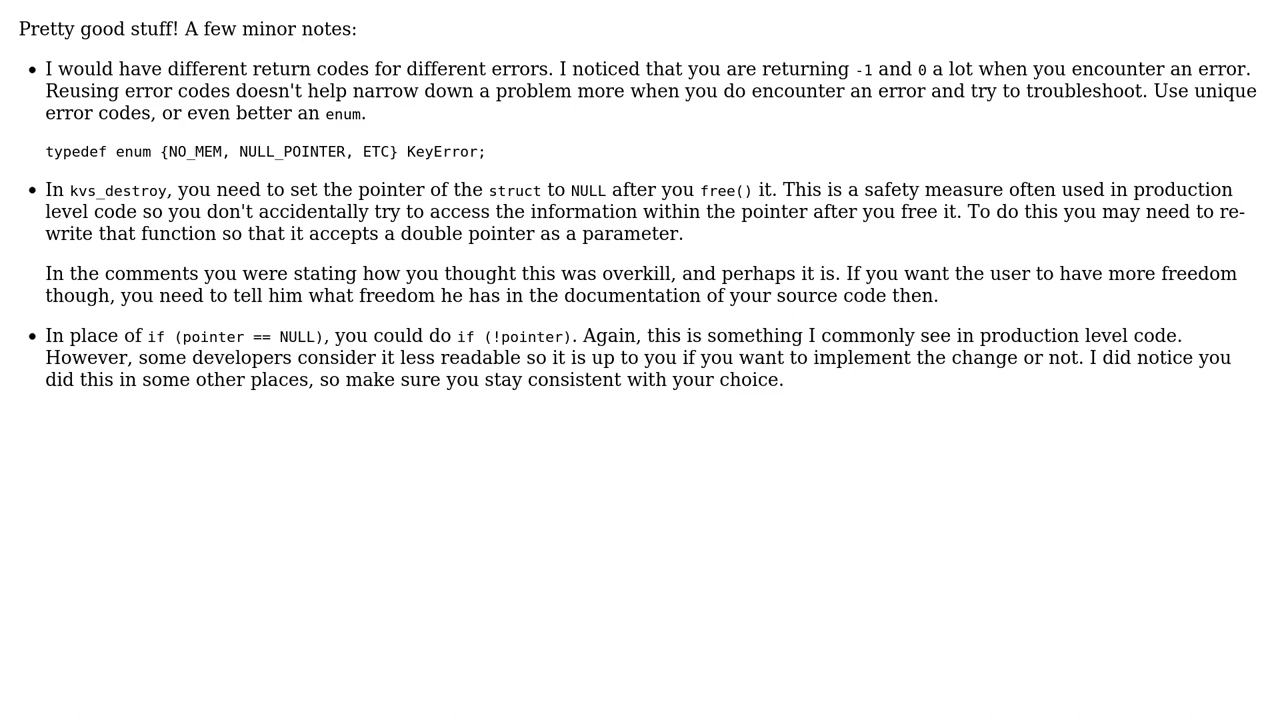 Pretty good stuff! A few minor notes:
• I would have different return codes for different errors. I noticed that you are returning -1 and 0 a lot when you encounter an error.
Reusing error codes doesn't help narrow down a problem more when you do encounter an error and try to troubleshoot. Use unique
error codes, or even better an enum.
typedef enum {NO_MEM, NULL_POINTER, ETC} KeyError;
• In kvs_destroy, you need to set the pointer of the struct to NULL after you free() it. This is a safety measure often used in production
level code so you don't accidentally try to access the information within the pointer after you free it. To do this you may need to re-
write that function so that it accepts a double pointer as a parameter.
In the comments you were stating how you thought this was overkill, and perhaps it is. If you want the user to have more freedom
though, you need to tell him what freedom he has in the documentation of your source code then.
• In place of if (pointer == NULL), you could do if (!pointer). Again, this is something I commonly see in production level code.
However, some developers consider it less readable so it is up to you if you want to implement the change or not. I did notice you
did this in some other places, so make sure you stay consistent with your choice.